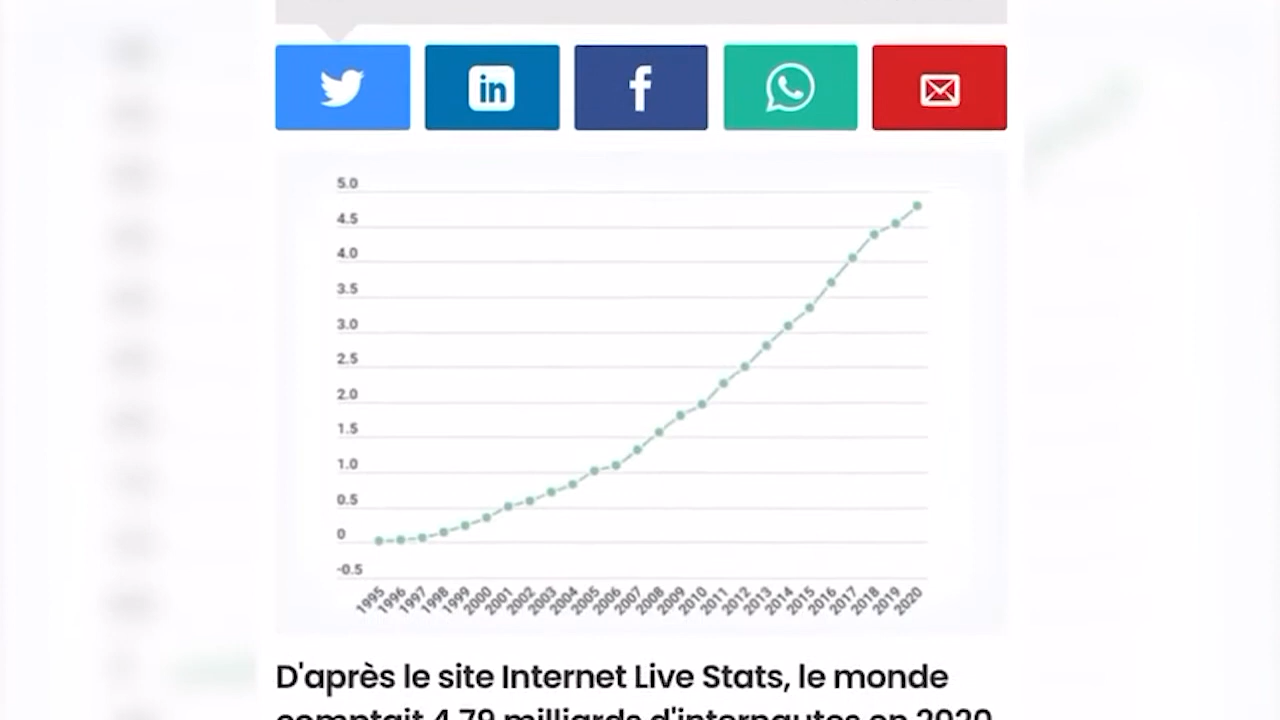 in
f
5.0
4.5
4.0
3.5
3.0
2.5
2.0
1.5
1.0
0.5
0
-0.5
1995 1996 1997 1998 1999 2000 2001 2002 2003 2004 2005 2006 2007 2008 2009 2010 2011 2012 2013 2014 2015 2016 2017 2018 2019 2020
D'après le site Internet Live Stats, le monde
comptait 4,79 milliards d'internautes en 2020